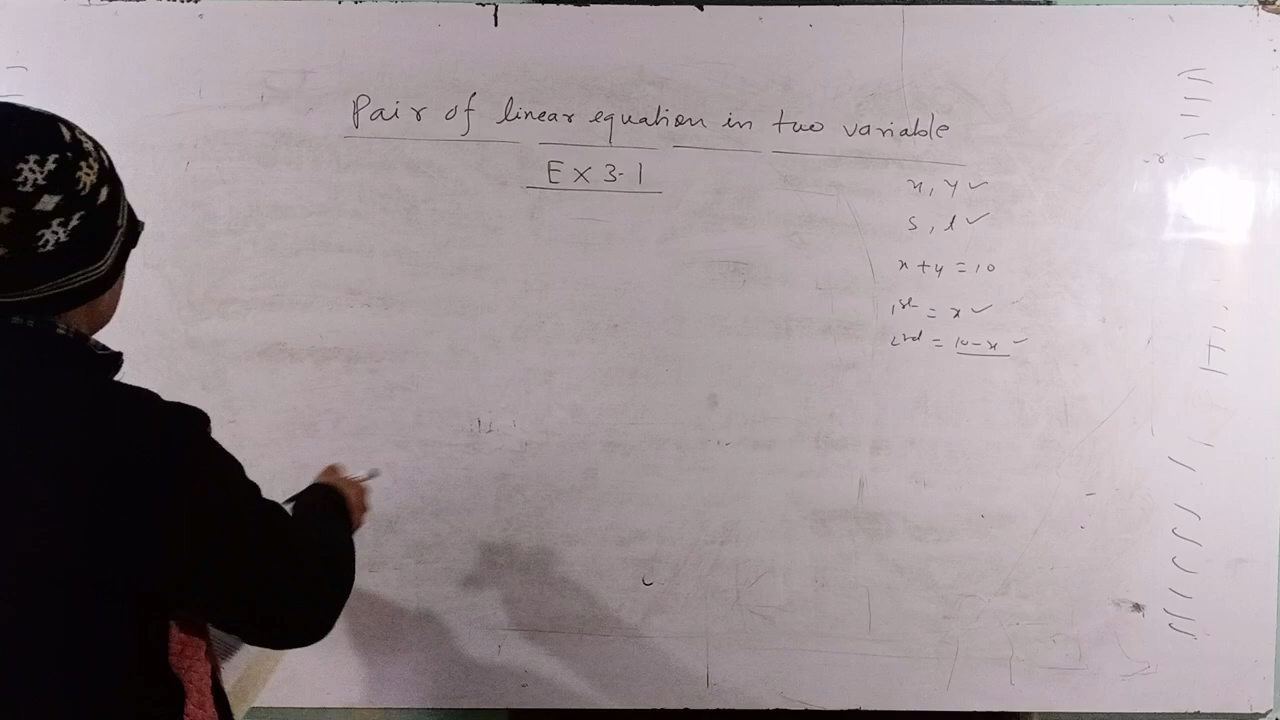 Pair of linear equation in two variable
Ex 3.1
x, y ✓
s, l ✓
x + y = 10
1st = x ✓
2nd = 10 - x ✓